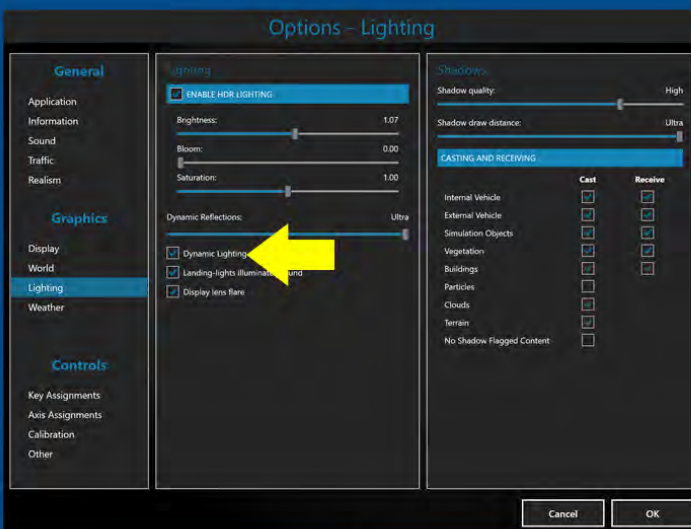 Options - Lighting
General
Application
Information
Sound
Traffic
Realism
Graphics
Display
World
Lighting
Weather
Controls
Key Assignments
Axis Assignments
Calibration
Other
Lighting
ENABLE HDR LIGHTING
Brightness: 1.07
Bloom: 0.00
Saturation: 1.00
Dynamic Reflections: Ultra
Dynamic Lighting
Landing-lights illuminate
Display lens flare
Shadows
Shadow quality: High
Shadow draw distance: Ultra
CASTING AND RECEIVING
Cast Receive
Internal Vehicle
External Vehicle
Simulation Objects
Vegetation
Buildings
Particles
Clouds
Terrain
No Shadow Flagged Content
Cancel OK